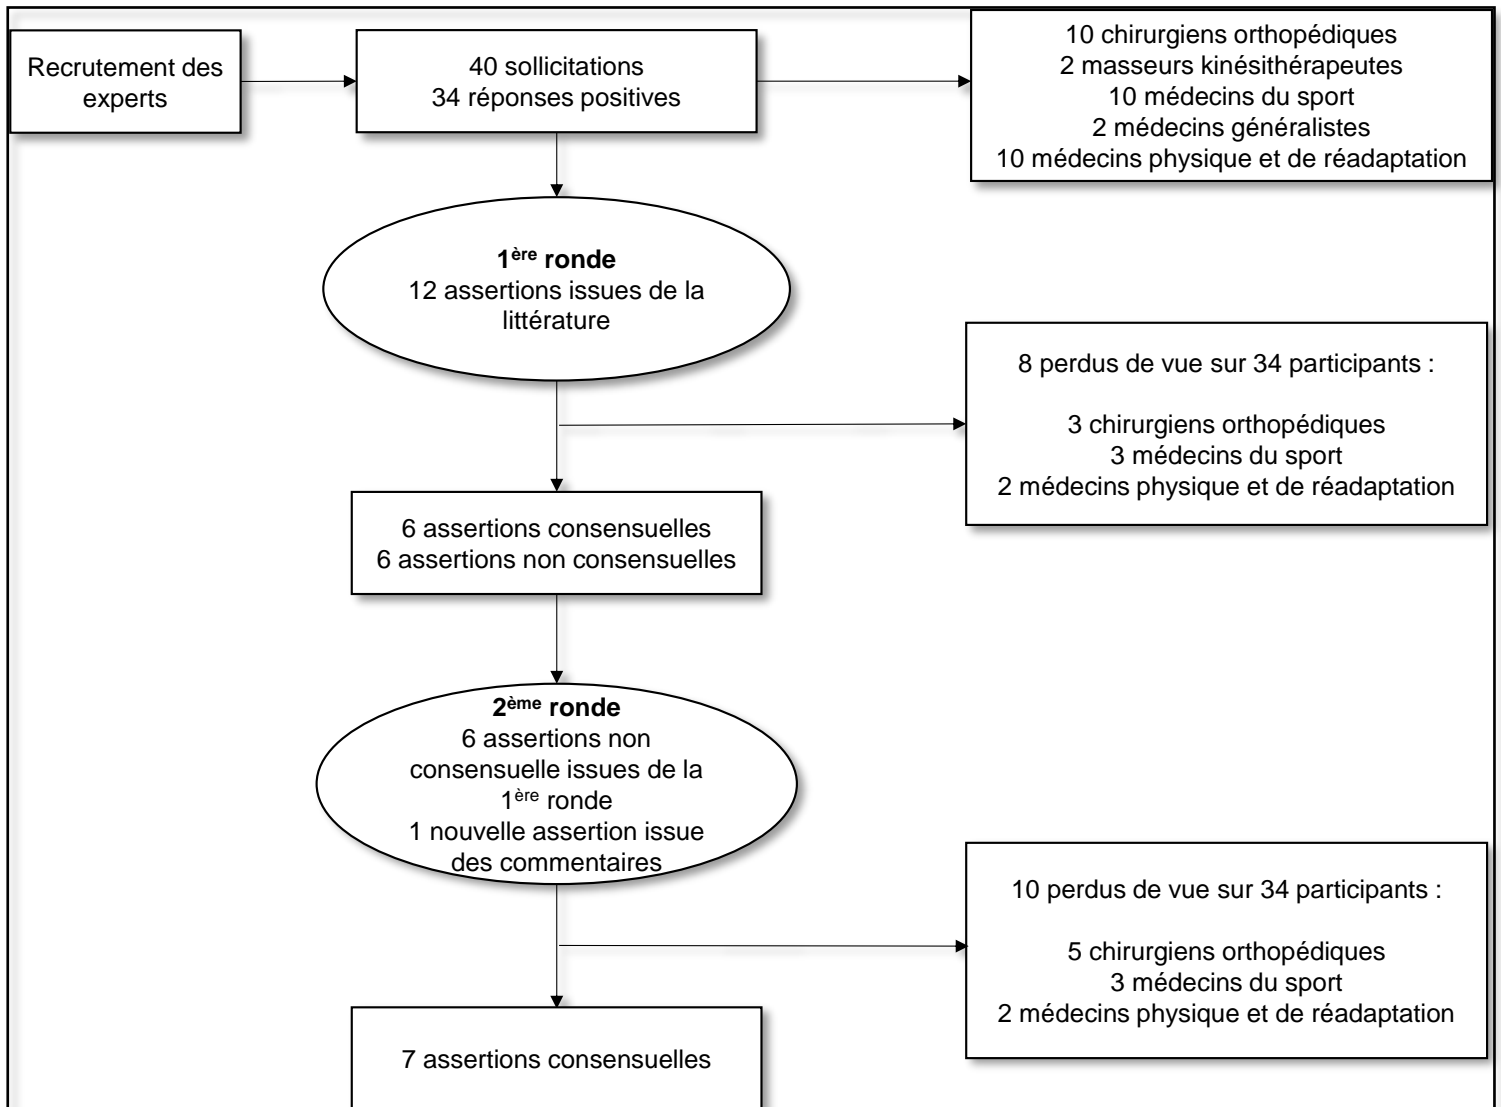 Recrutement des
experts
40 sollicitations
34 réponses positives
10 chirurgiens orthopédiques
2 masseurs kinésithérapeutes
10 médecins du sport
2 médecins généralistes
10 médecins physique et de réadaptation
1ère ronde
12 assertions issues de la
littérature
8 perdus de vue sur 34 participants :
3 chirurgiens orthopédiques
3 médecins du sport
2 médecins physique et de réadaptation
6 assertions consensuelles
6 assertions non consensuelles
2ème ronde
6 assertions non
consensuelle issues de la
1ère ronde
1 nouvelle assertion issue
des commentaires
10 perdus de vue sur 34 participants :
5 chirurgiens orthopédiques
3 médecins du sport
2 médecins physique et de réadaptation
7 assertions consensuelles